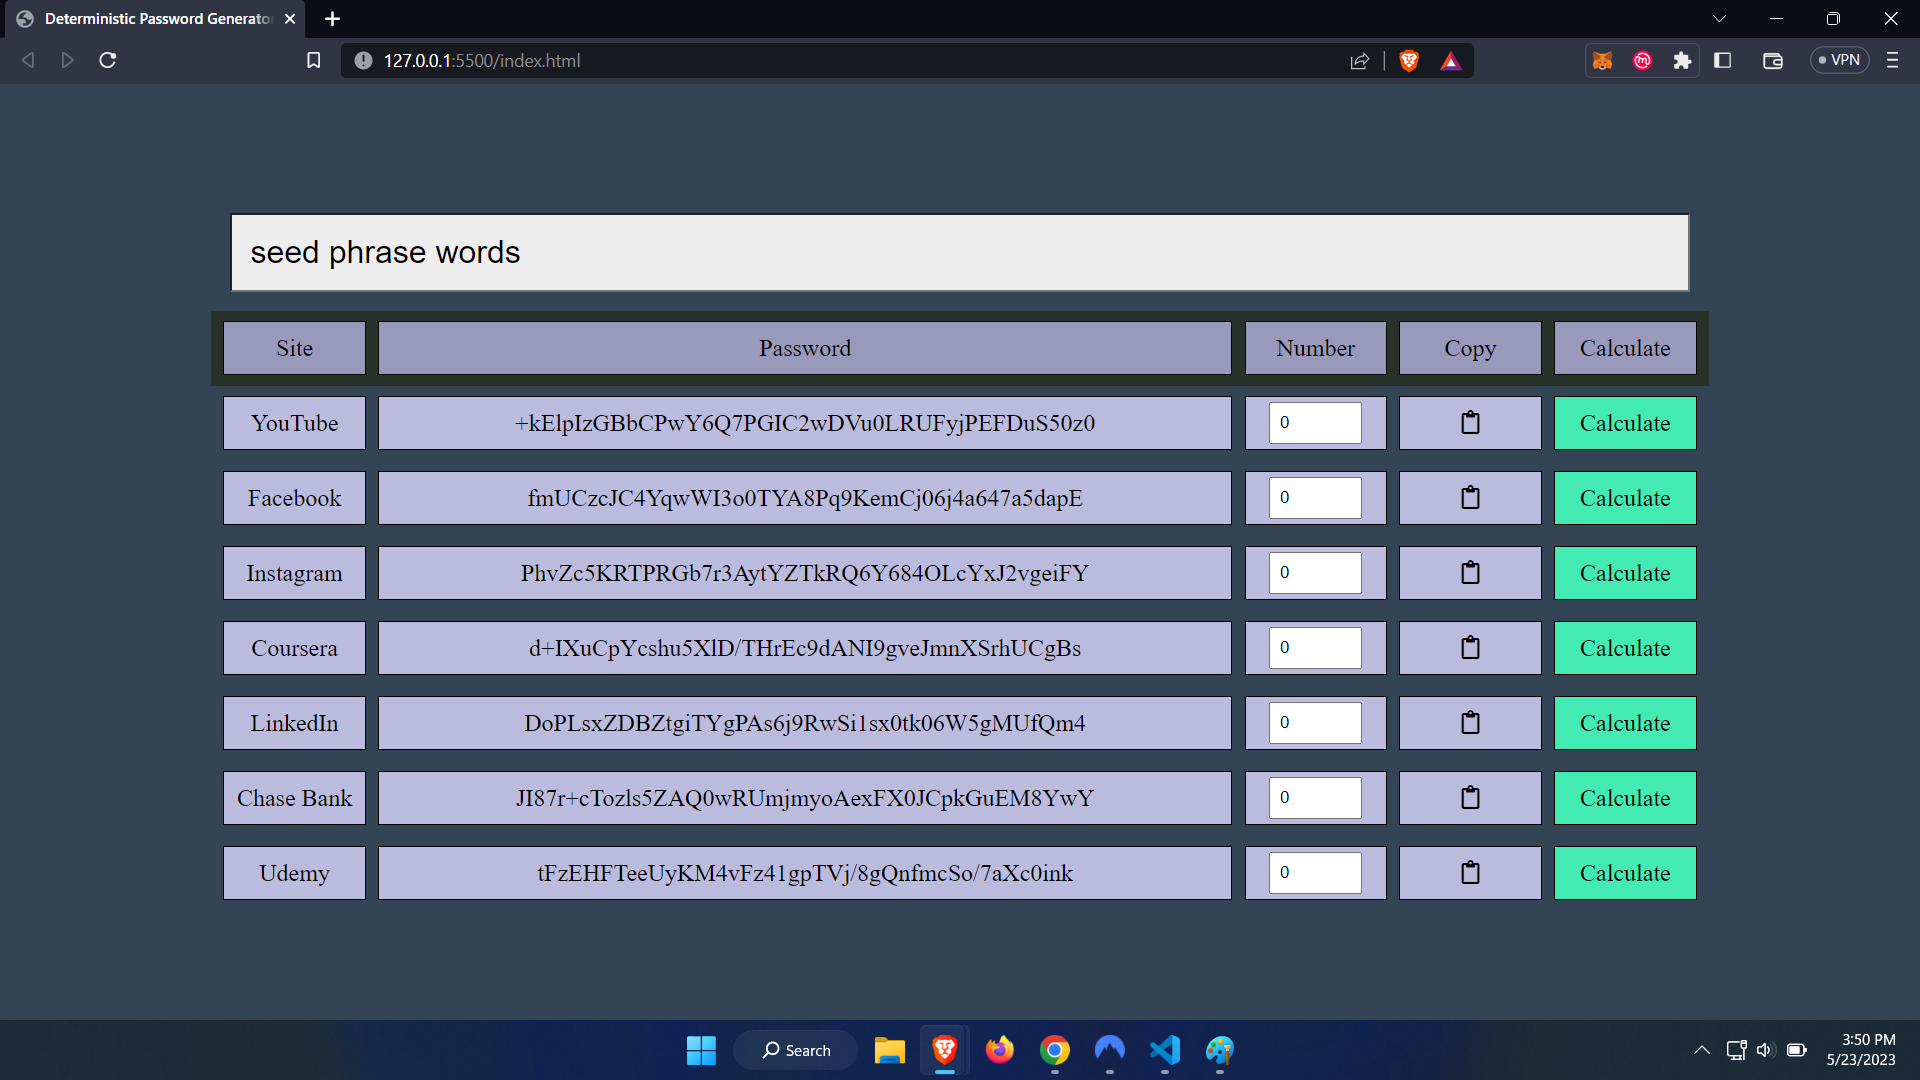 Deterministic Password Generator
127.0.0.1:5500/index.html
VPN
seed phrase words
Site Password Number Copy Calculate
YouTube +kElpIzGBbCPwY6Q7PGIC2wDVu0LRUFyjPEFDuS50z0 0 Calculate
Facebook fmUCzcJC4YqwWI3o0TYA8Pq9KemCj06j4a647a5dapE 0 Calculate
Instagram PhvZc5KRTPRGb7r3AytYZTkRQ6Y684OLcYxJ2vgeiFY 0 Calculate
Coursera d+IXuCpYcshu5XlD/THrEc9dANI9gveJmnXSrhUCgBs 0 Calculate
LinkedIn DoPLsxZDBZtgiTYgPAs6j9RwSi1sx0tk06W5gMUfQm4 0 Calculate
Chase Bank JI87r+cTozls5ZAQ0wRUmjmyoAexFX0JCpkGuEM8YwY 0 Calculate
Udemy tFzEHFTeeUyKM4vFz41gpTVj/8gQnfmcSo/7aXc0ink 0 Calculate
Search
3:50 PM
5/23/2023